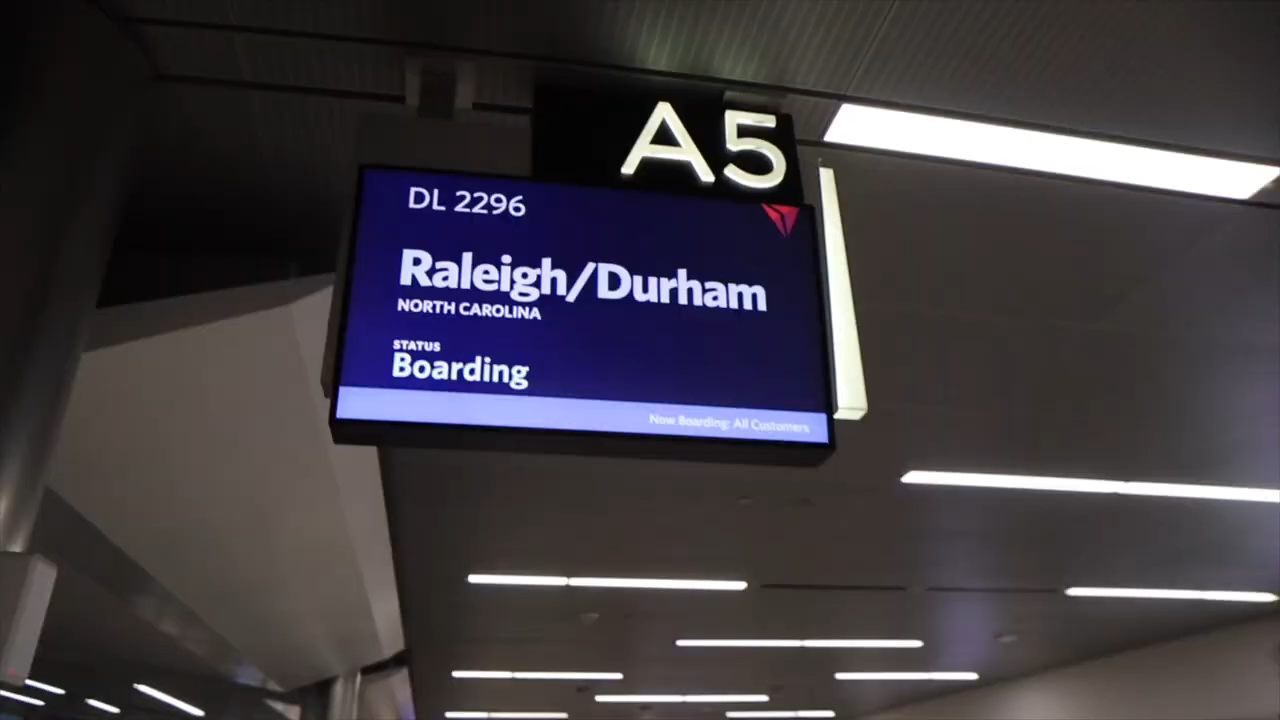 A5
DL 2296
Raleigh/Durham
NORTH CAROLINA
STATUS
Boarding
Now Boarding: All Customers